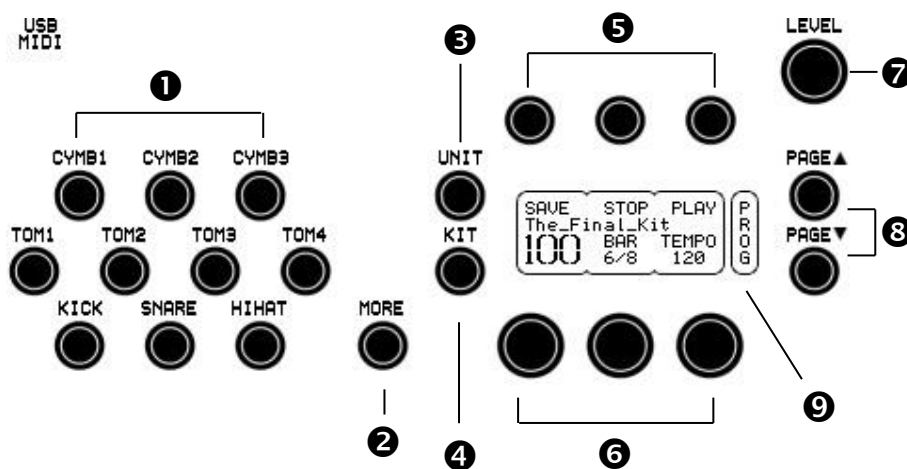 USB
MIDI
❸
❺
LEVEL
❶
❼
CYMB1 CYMB2 CYMB3
UNIT
PAGE▲
SAVE STOP PLAY
The_Final_Kit
100 BAR TEMPO
6/8 120
PROG
❽
TOM1 TOM2 TOM3 TOM4
KIT
PAGE▼
KICK SNARE HIHAT
MORE
❾
❷
❹
❻